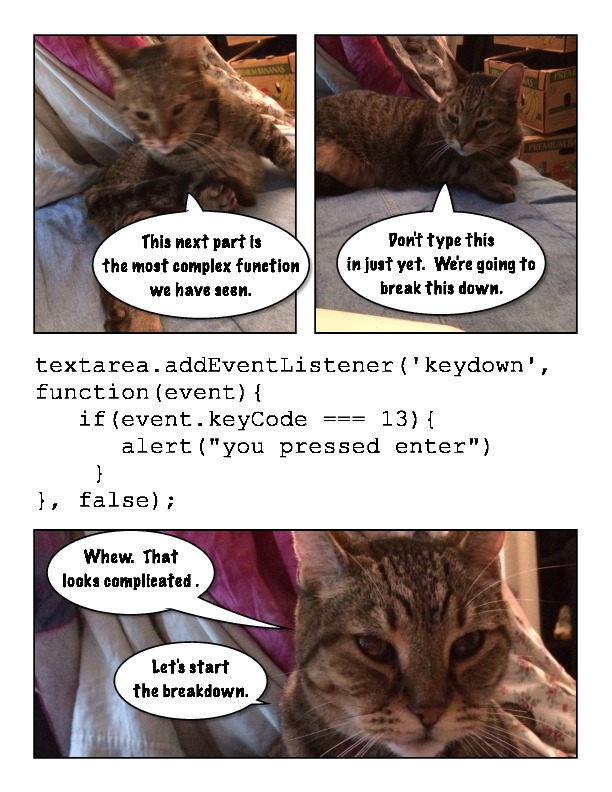 This next part is
the most complex function
we have seen.
Don't type this
in just yet. We're going to
break this down.
PREMIUM BANANAS
textarea.addEventListener('keydown',
function(event){
   if(event.keyCode === 13){
      alert("you pressed enter")
    }
}, false);
Whew. That
looks complicated.
Let's start
the breakdown.